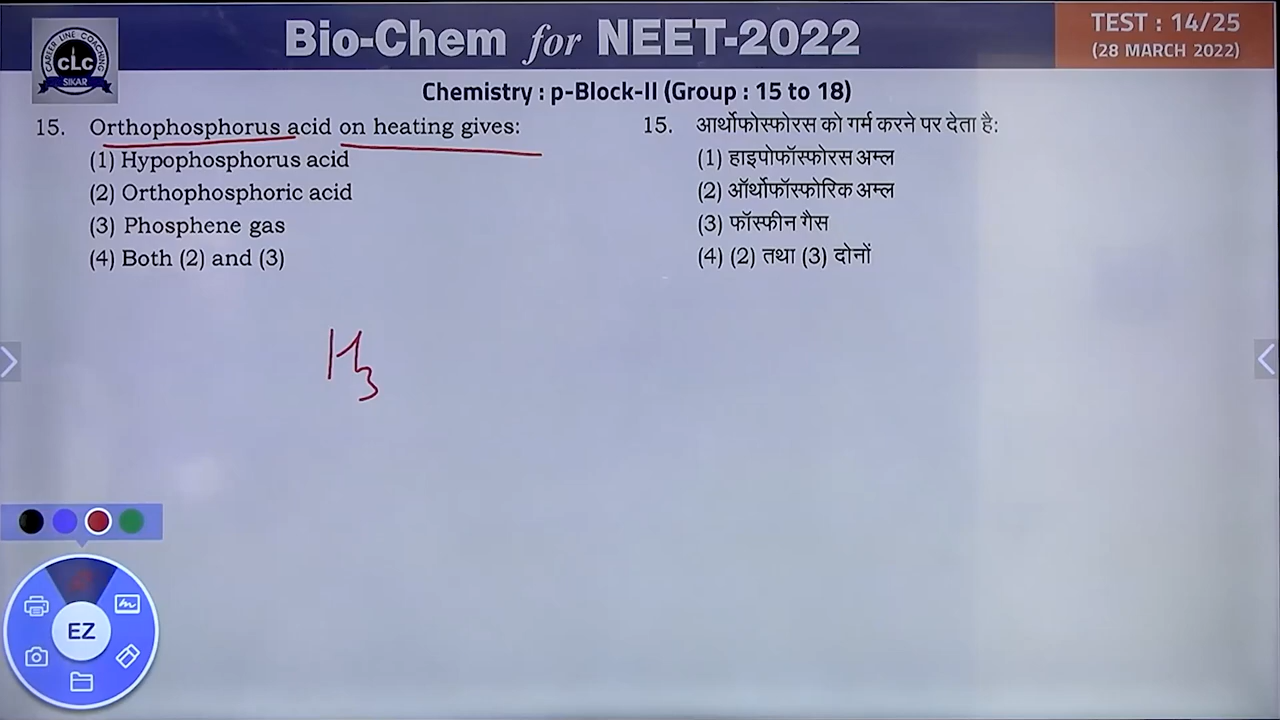 CAREER LINE COACHING
CLC
SIKAR
Bio-Chem for NEET-2022
TEST : 14/25
(28 MARCH 2022)
Chemistry : p-Block-II (Group : 15 to 18)
15. Orthophosphorus acid on heating gives:
(1) Hypophosphorus acid
(2) Orthophosphoric acid
(3) Phosphene gas
(4) Both (2) and (3)
15. आर्थोफोस्फोरस को गर्म करने पर देता है:
(1) हाइपोफॉस्फोरस अम्ल
(2) ऑर्थोफॉस्फोरिक अम्ल
(3) फॉस्फीन गैस
(4) (2) तथा (3) दोनों
H3
EZ